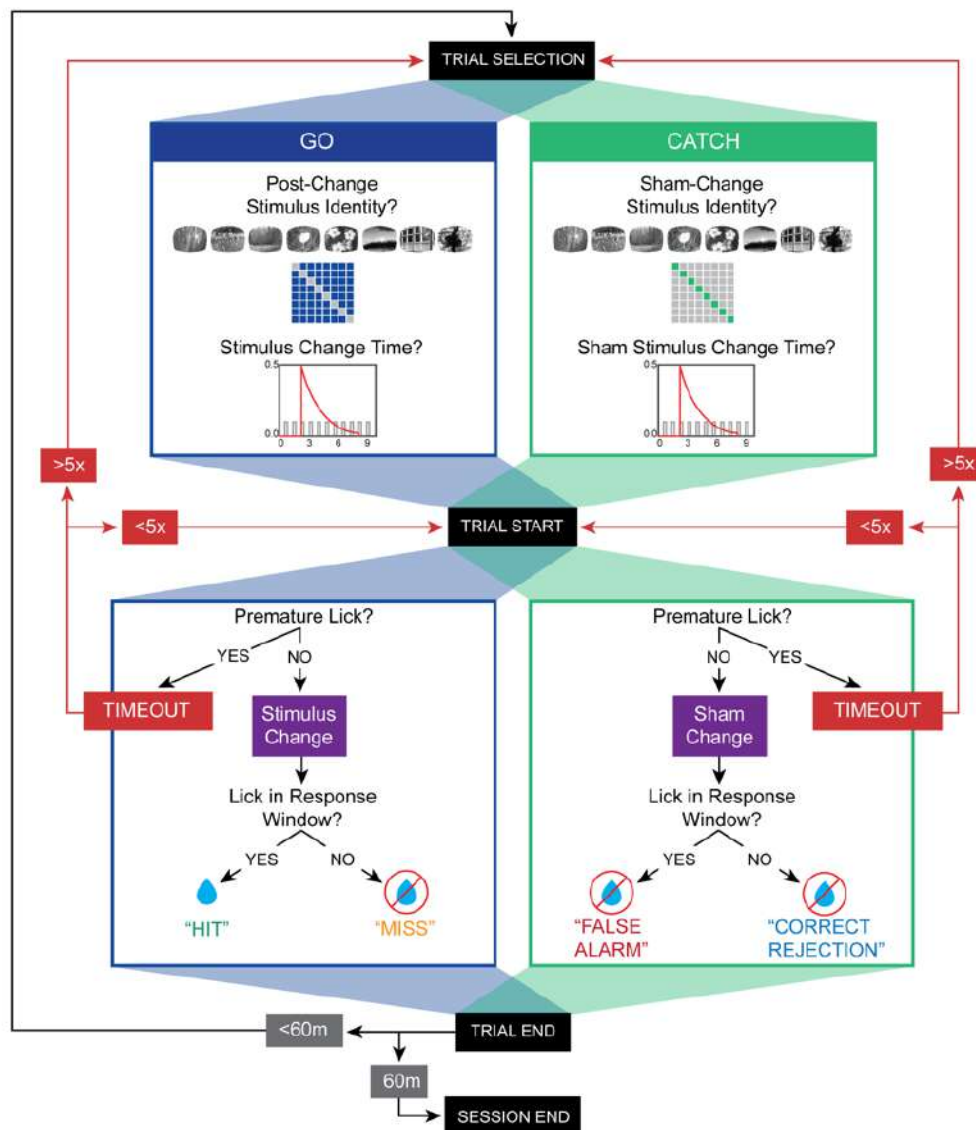 TRIAL SELECTION
GO
CATCH
Post-Change
Stimulus Identity?
Sham-Change
Stimulus Identity?
Stimulus Change Time?
Sham Stimulus Change Time?
0.5
0.0
0 3 6 9
0.5
0.0
0 3 6 9
>5x
>5x
<5x
TRIAL START
<5x
Premature Lick?
Premature Lick?
YES
NO
NO
YES
TIMEOUT
Stimulus
Change
Sham
Change
TIMEOUT
Lick in Response
Window?
Lick in Response
Window?
YES
NO
YES
NO
“HIT”
“MISS”
“FALSE
ALARM”
“CORRECT
REJECTION”
<60m
TRIAL END
60m
SESSION END